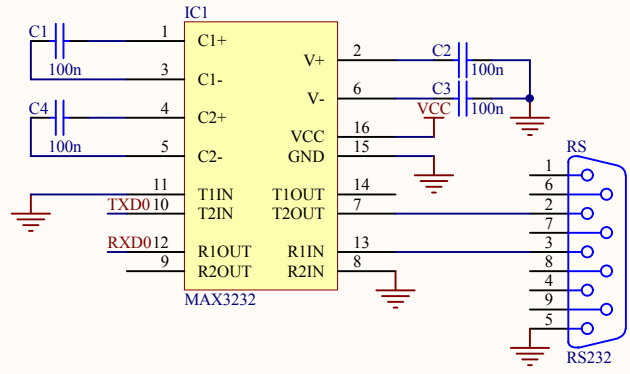 IC1
C1
100n
C4
100n
1
3
4
5
11
TXD0 10
RXD0 12
9
C1+
C1-
C2+
C2-
T1IN
T2IN
R1OUT
R2OUT
V+
V-
VCC
GND
T1OUT
T2OUT
R1IN
R2IN
MAX3232
2
6
16
15
14
7
13
8
C2
100n
C3
100n
VCC
RS
1
6
2
7
3
8
4
9
5
RS232